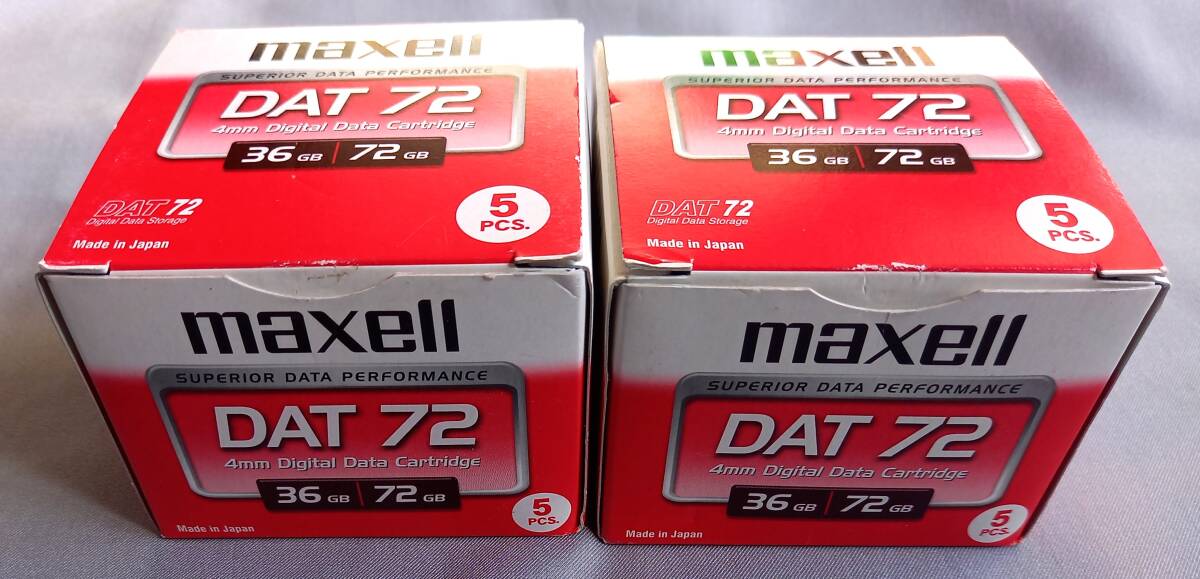 maxell
SUPERIOR DATA PERFORMANCE
DAT 72
4mm Digital Data Cartridge
36 GB | 72 GB
DAT 72
Digital Data Storage
5
PCS.
Made in Japan
maxell
SUPERIOR DATA PERFORMANCE
DAT 72
4mm Digital Data Cartridge
36 GB | 72 GB
5
PCS.
Made in Japan
maxell
SUPERIOR DATA PERFORMANCE
DAT 72
4mm Digital Data Cartridge
36 GB | 72 GB
DAT 72
Digital Data Storage
5
PCS.
Made in Japan
maxell
SUPERIOR DATA PERFORMANCE
DAT 72
4mm Digital Data Cartridge
36 GB | 72 GB
5
PCS.
Made in Japan